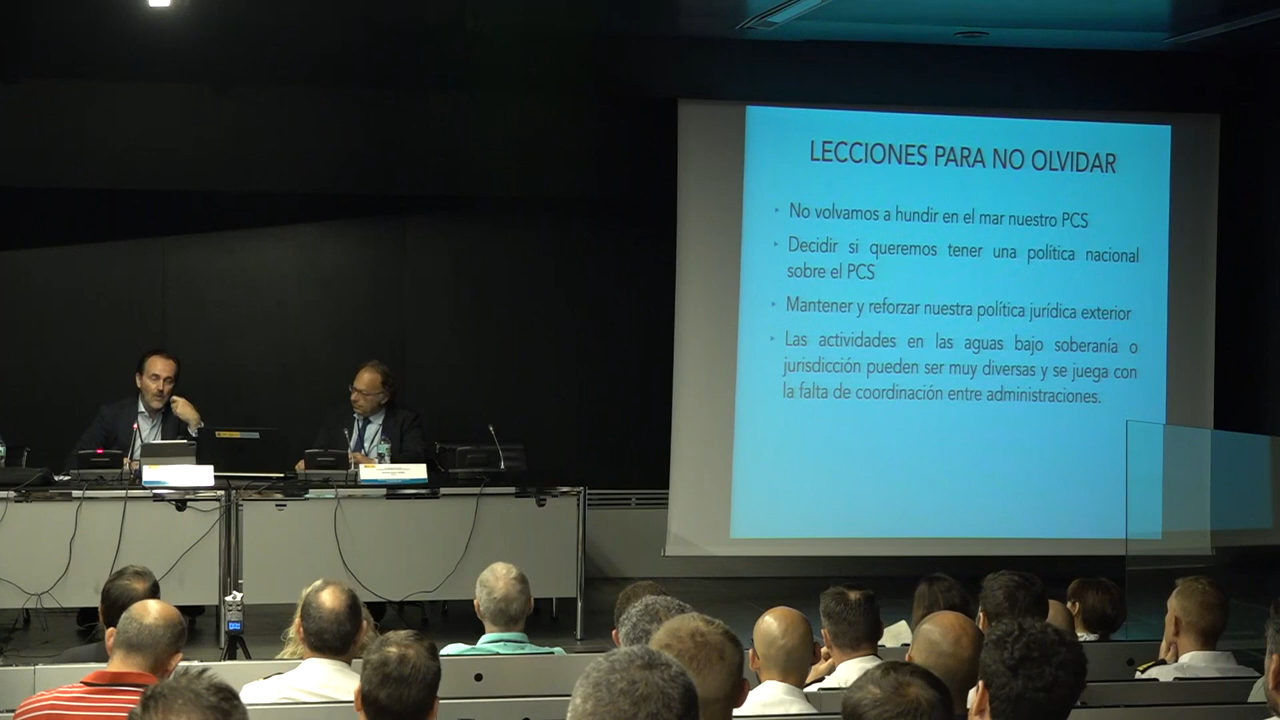 LECCIONES PARA NO OLVIDAR
‣ No volvamos a hundir en el mar nuestro PCS
‣ Decidir si queremos tener una política nacional
sobre el PCS
‣ Mantener y reforzar nuestra política jurídica exterior
‣ Las actividades en las aguas bajo soberanía o
jurisdicción pueden ser muy diversas y se juega con
la falta de coordinación entre administraciones.